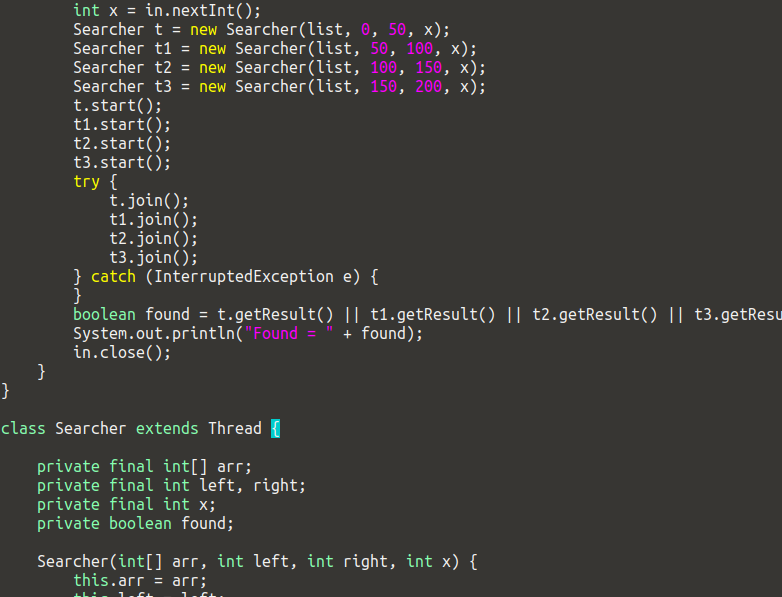 int x = in.nextInt();
Searcher t = new Searcher(list, 0, 50, x);
Searcher t1 = new Searcher(list, 50, 100, x);
Searcher t2 = new Searcher(list, 100, 150, x);
Searcher t3 = new Searcher(list, 150, 200, x);
t.start();
t1.start();
t2.start();
t3.start();
try {
t.join();
t1.join();
t2.join();
t3.join();
} catch (InterruptedException e) {
}
boolean found = t.getResult() || t1.getResult() || t2.getResult() || t3.getResu
System.out.println("Found = " + found);
in.close();
}
}
class Searcher extends Thread {
private final int[] arr;
private final int left, right;
private final int x;
private boolean found;
Searcher(int[] arr, int left, int right, int x) {
this.arr = arr;
this.left = left;